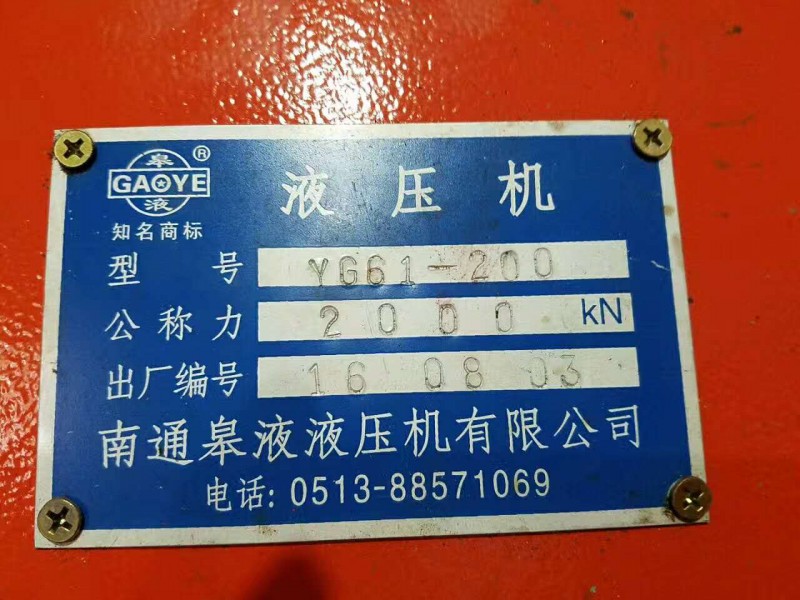 皋
GAOYE ®
液
知名商标
液压机
型号 YG61-200
公称力 2000 kN
出厂编号 16 08 03
南通皋液液压机有限公司
电话: 0513-88571069